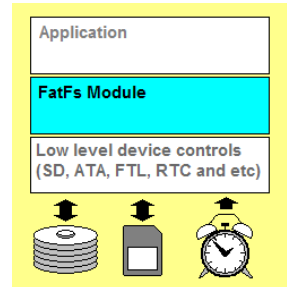 Application
FatFs Module
Low level device controls
(SD, ATA, FTL, RTC and etc)